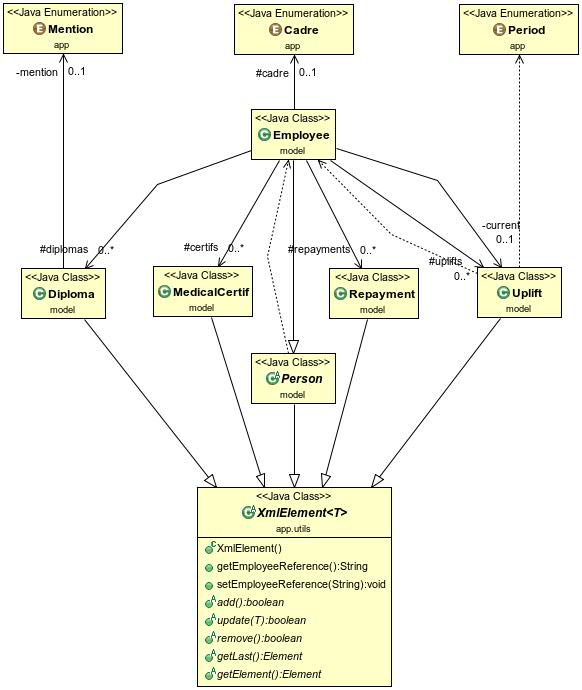 <<Java Enumeration>>
Mention
app
<<Java Enumeration>>
Cadre
app
<<Java Enumeration>>
Period
app
-mention 0..1
#cadre 0..1
<<Java Class>>
Employee
model
-current
0..1
#diplomas 0..*
#certifs 0..*
#repayments 0..*
#uplifts
0..*
<<Java Class>>
Diploma
model
<<Java Class>>
MedicalCertif
model
<<Java Class>>
Repayment
model
<<Java Class>>
Uplift
model
<<Java Class>>
Person
model
<<Java Class>>
XmlElement<T>
app.utils
XmlElement()
getEmployeeReference():String
setEmployeeReference(String):void
add():boolean
update(T):boolean
remove():boolean
getLast():Element
getElement():Element